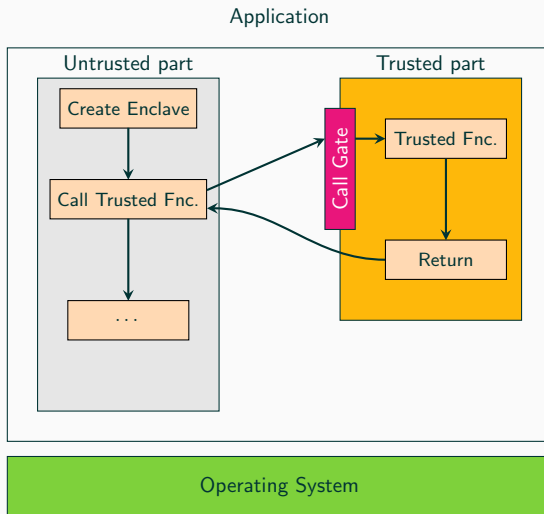 Application
Untrusted part
Trusted part
Create Enclave
Call Gate
Trusted Fnc.
Call Trusted Fnc.
Return
...
Operating System